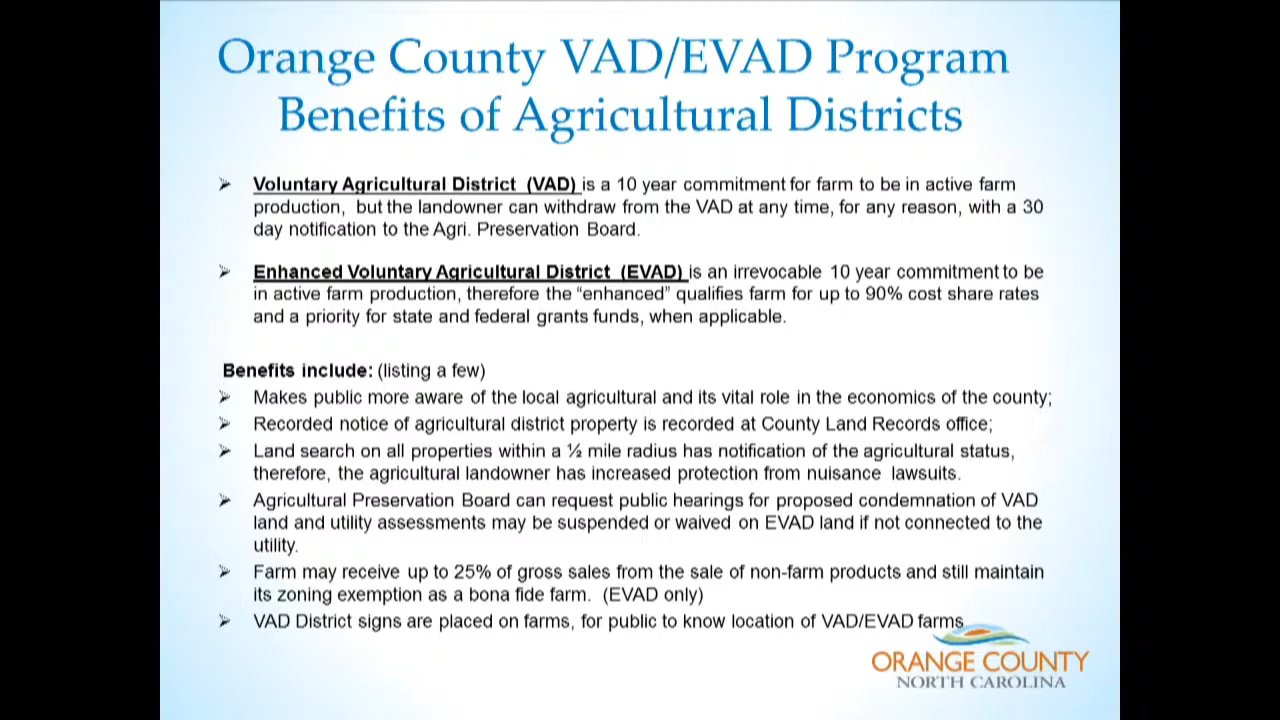 Orange County VAD/EVAD Program
Benefits of Agricultural Districts
➢ Voluntary Agricultural District (VAD) is a 10 year commitment for farm to be in active farm
production, but the landowner can withdraw from the VAD at any time, for any reason, with a 30
day notification to the Agri. Preservation Board.
➢ Enhanced Voluntary Agricultural District (EVAD) is an irrevocable 10 year commitment to be
in active farm production, therefore the “enhanced” qualifies farm for up to 90% cost share rates
and a priority for state and federal grants funds, when applicable.
Benefits include: (listing a few)
➢ Makes public more aware of the local agricultural and its vital role in the economics of the county;
➢ Recorded notice of agricultural district property is recorded at County Land Records office;
➢ Land search on all properties within a ½ mile radius has notification of the agricultural status,
therefore, the agricultural landowner has increased protection from nuisance lawsuits.
➢ Agricultural Preservation Board can request public hearings for proposed condemnation of VAD
land and utility assessments may be suspended or waived on EVAD land if not connected to the
utility.
➢ Farm may receive up to 25% of gross sales from the sale of non-farm products and still maintain
its zoning exemption as a bona fide farm. (EVAD only)
➢ VAD District signs are placed on farms, for public to know location of VAD/EVAD farms
ORANGE COUNTY
NORTH CAROLINA